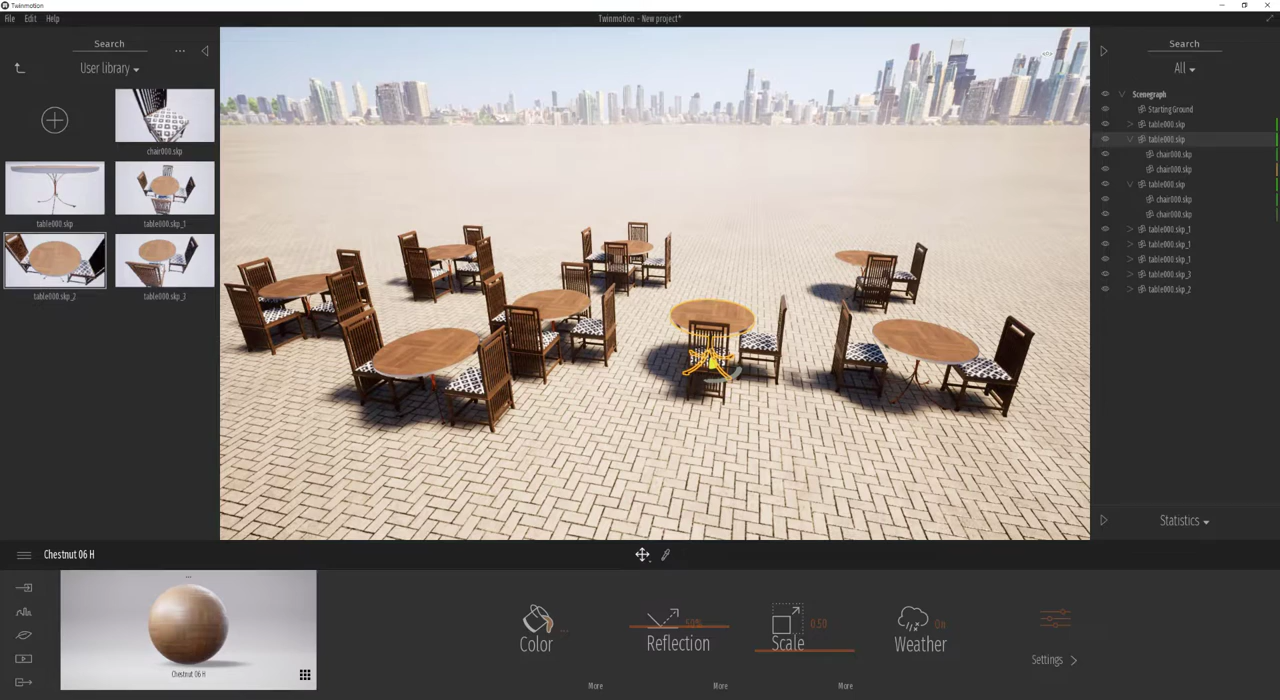 Twinmotion
File Edit Help
Twinmotion - New project*
Search
...
User library
chair000.skp
table000.skp
table000.skp_1
table000.skp_2
table000.skp_3
Search
All
Scenegraph
Starting Ground
table000.skp
table000.skp
chair000.skp
chair000.skp
table000.skp
chair000.skp
chair000.skp
table000.skp_1
table000.skp_1
table000.skp_1
table000.skp_3
table000.skp_2
Statistics
Chestnut 06 H
...
Chestnut 06 H
Color
...
Reflection
Scale
0.50
Weather
On
Settings
More
More
More